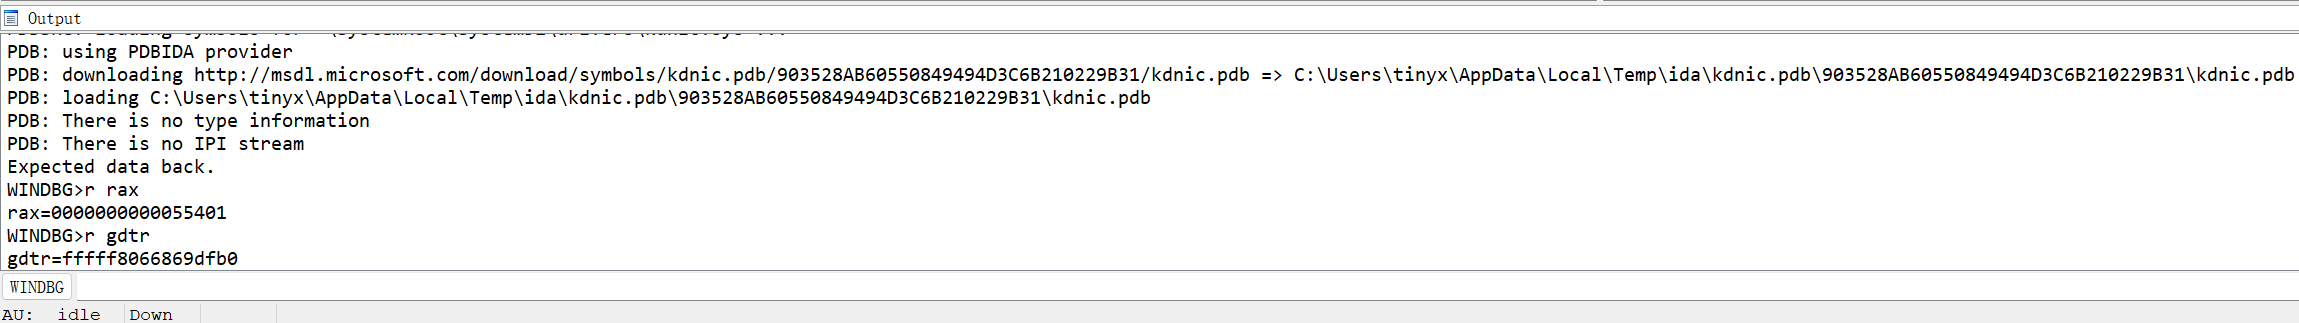 Output
PDB: using PDBIDA provider
PDB: downloading http://msdl.microsoft.com/download/symbols/kdnic.pdb/903528AB60550849494D3C6B210229B31/kdnic.pdb => C:\Users\tinyx\AppData\Local\Temp\ida\kdnic.pdb\903528AB60550849494D3C6B210229B31\kdnic.pdb
PDB: loading C:\Users\tinyx\AppData\Local\Temp\ida\kdnic.pdb\903528AB60550849494D3C6B210229B31\kdnic.pdb
PDB: There is no type information
PDB: There is no IPI stream
Expected data back.
WINDBG>r rax
rax=0000000000055401
WINDBG>r gdtr
gdtr=fffff8066869dfb0
WINDBG
AU: idle Down